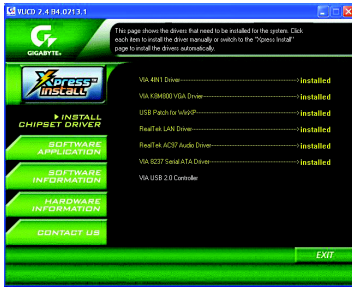 VUCD 2.4 B4.0213.1
This page shows the drivers that need to be installed for the system. Click
each item to install the driver manually or switch to the "Xpress Install"
page to install the drivers automatically.
G
GIGABYTE™
Xpress™
install
INSTALL
CHIPSET DRIVER
SOFTWARE
APPLICATION
SOFTWARE
INFORMATION
HARDWARE
INFORMATION
CONTACT US
VIA 4IN1 Driver installed
VIA K8M800 VGA Driver installed
USB Patch for WinXP installed
RealTek LAN Driver installed
RealTek AC97 Audio Driver installed
VIA 8237 Serial ATA Driver installed
VIA USB 2.0 Controller
EXIT